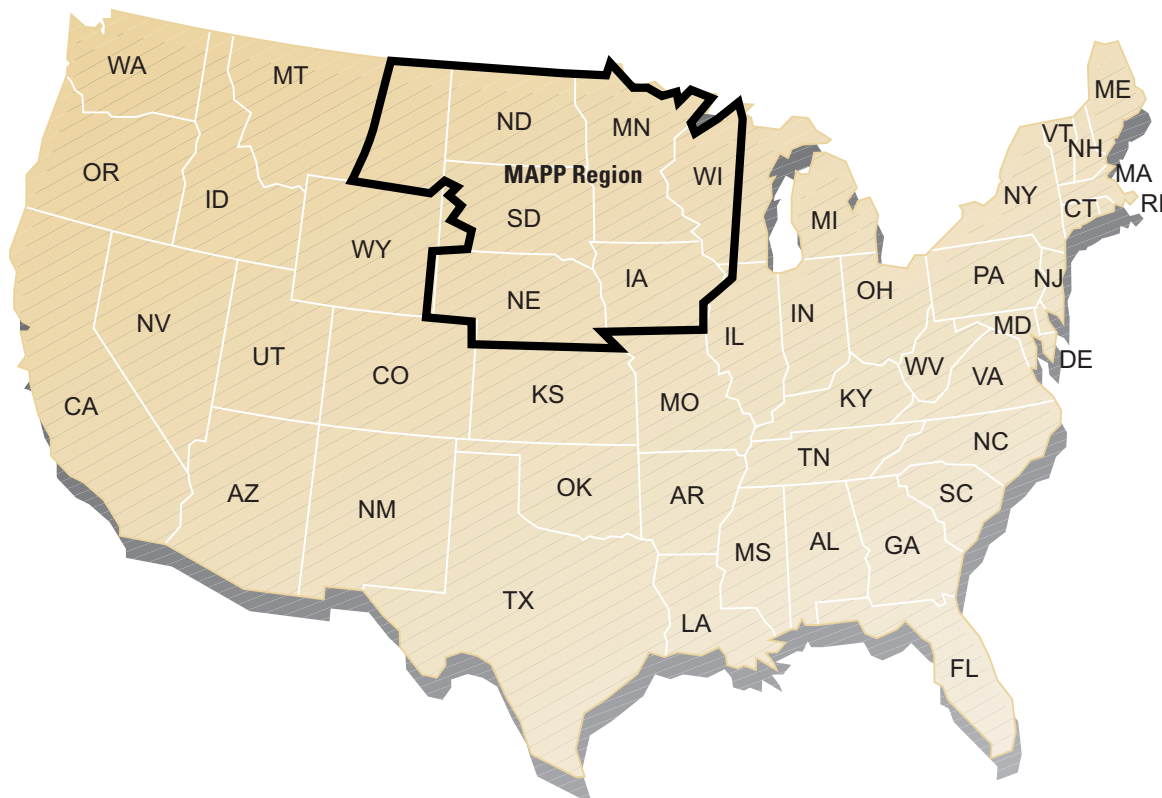 WA
MT
ME
ND
MN
VT
NH
OR
MAPP Region
WI
MA
ID
NY
CT
RI
SD
MI
WY
IA
PA
NJ
NE
OH
IN
NV
MD
IL
UT
DE
CO
WV
VA
KS
CA
MO
KY
NC
TN
AZ
OK
AR
SC
NM
MS
AL
GA
TX
LA
FL